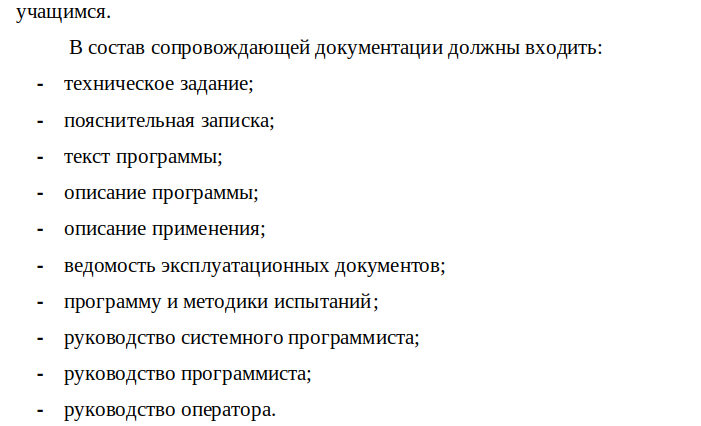 учащимся.
В состав сопровождающей документации должны входить:
- техническое задание;
- пояснительная записка;
- текст программы;
- описание программы;
- описание применения;
- ведомость эксплуатационных документов;
- программу и методики испытаний;
- руководство системного программиста;
- руководство программиста;
- руководство оператора.